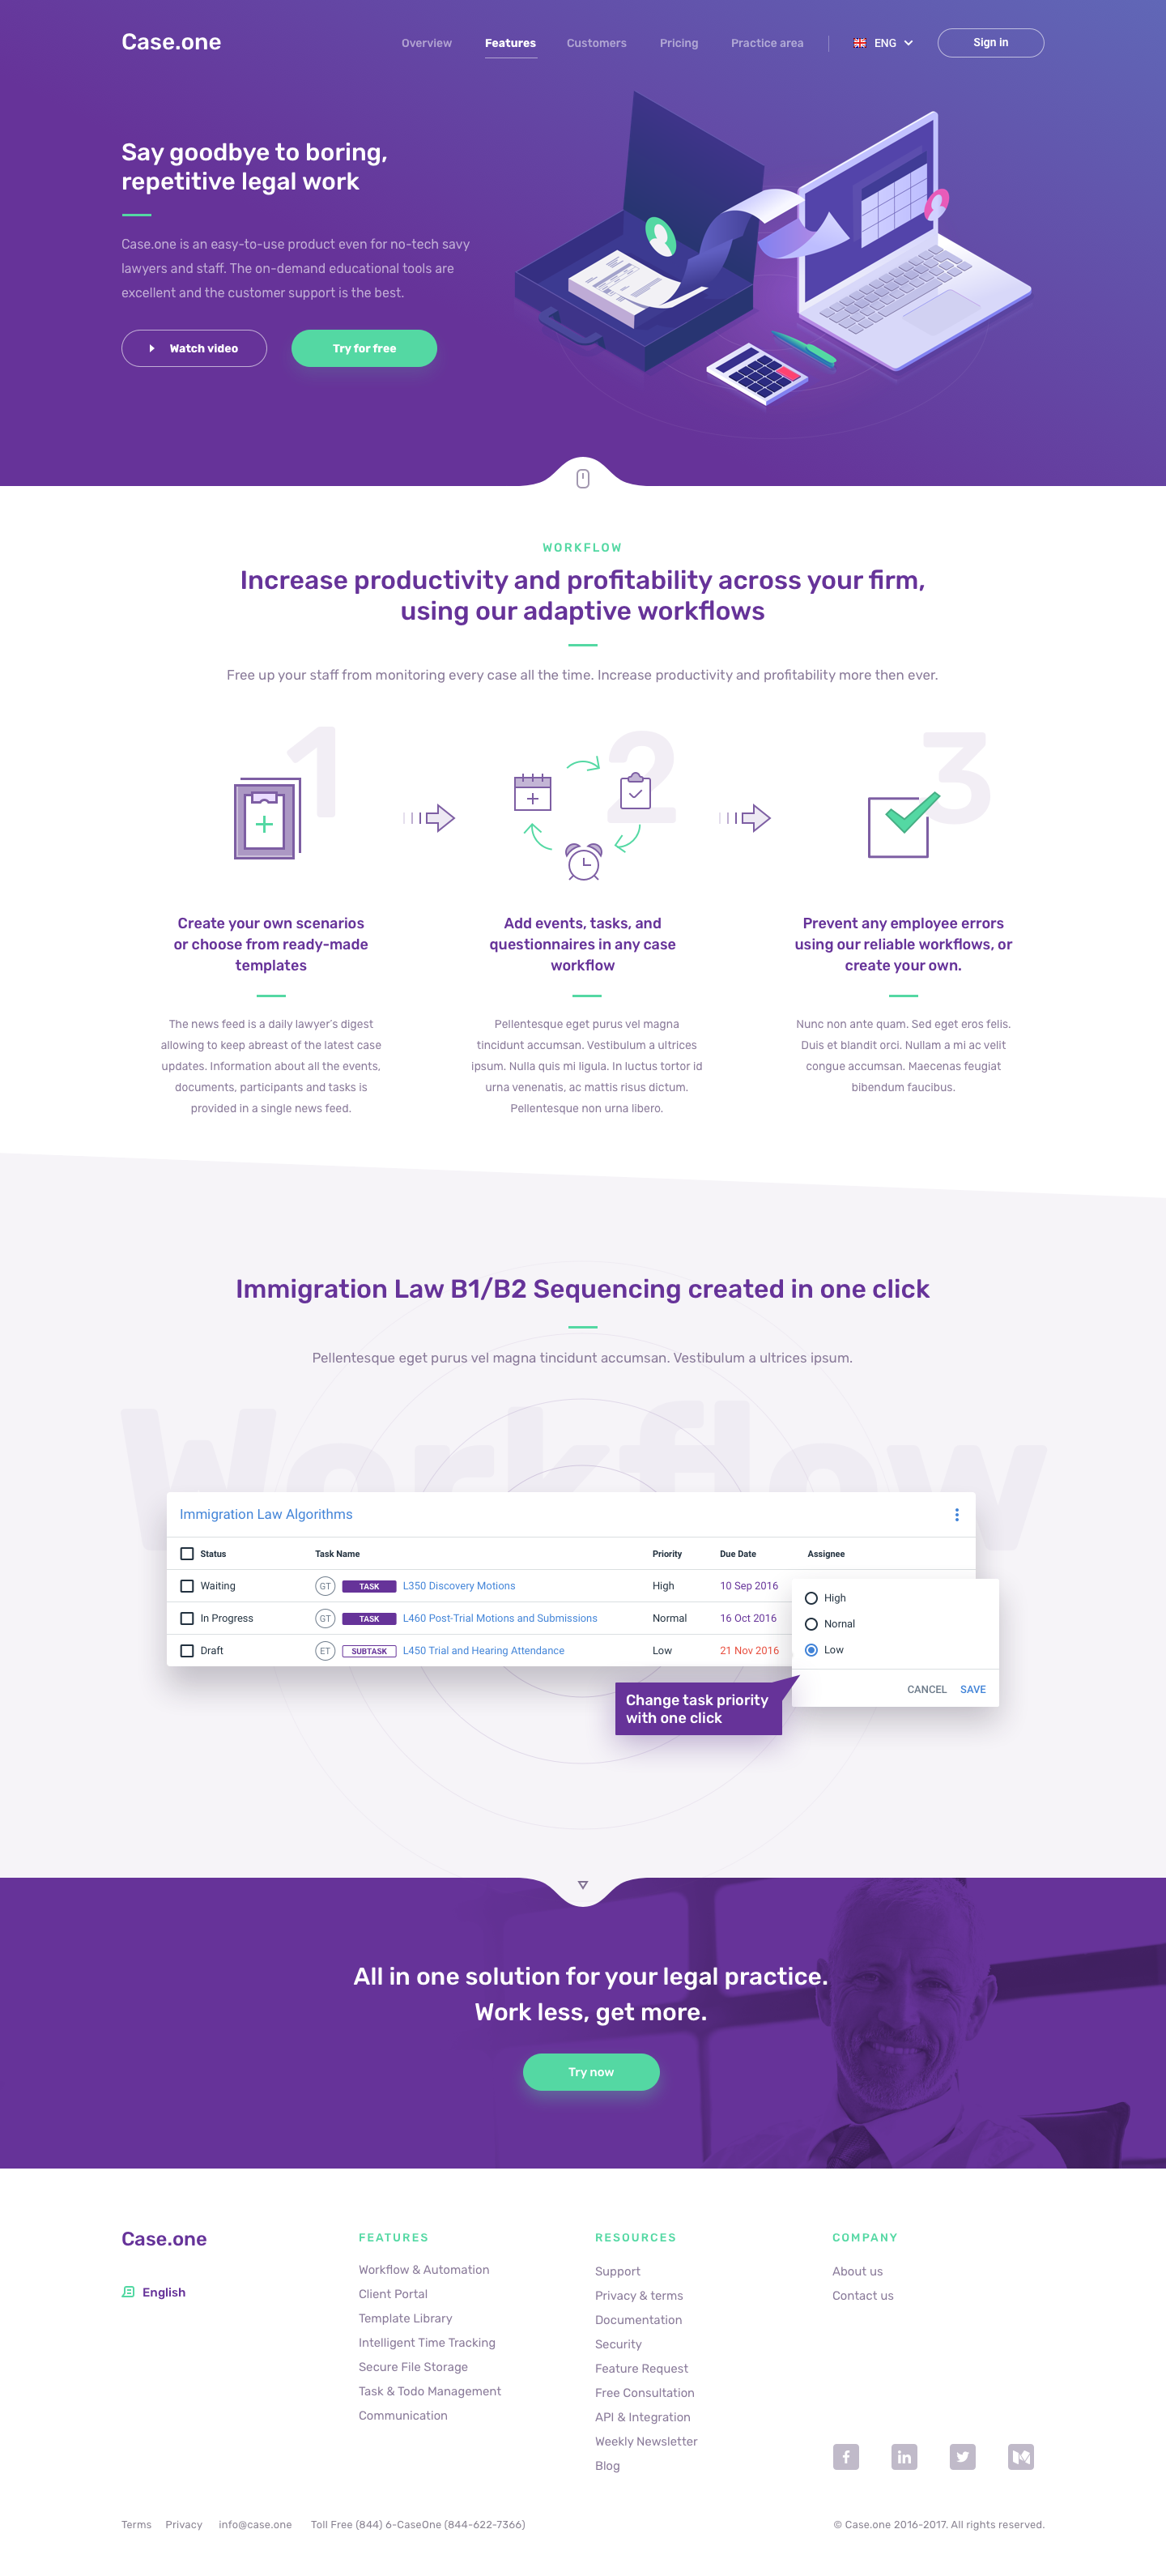 Case.one
Overview
Features
Customers
Pricing
Practice area
ENG
Sign in
Say goodbye to boring,
repetitive legal work
Case.one is an easy-to-use product even for no-tech savy
lawyers and staff. The on-demand educational tools are
excellent and the customer support is the best.
Watch video
Try for free
WORKFLOW
Increase productivity and profitability across your firm,
using our adaptive workflows
Free up your staff from monitoring every case all the time. Increase productivity and profitability more then ever.
1
2
3
Create your own scenarios
or choose from ready-made
templates
The news feed is a daily lawyer's digest
allowing to keep abreast of the latest case
updates. Information about all the events,
documents, participants and tasks is
provided in a single news feed.
Add events, tasks, and
questionnaires in any case
workflow
Pellentesque eget purus vel magna
tincidunt accumsan. Vestibulum a ultrices
ipsum. Nulla quis mi ligula. In luctus tortor id
urna venenatis, ac mattis risus dictum.
Pellentesque non urna libero.
Prevent any employee errors
using our reliable workflows, or
create your own.
Nunc non ante quam. Sed eget eros felis.
Duis et blandit orci. Nullam a mi ac velit
congue accumsan. Maecenas feugiat
bibendum faucibus.
Immigration Law B1/B2 Sequencing created in one click
Pellentesque eget purus vel magna tincidunt accumsan. Vestibulum a ultrices ipsum.
Workflow
Immigration Law Algorithms
Status Task Name Priority Due Date Assignee
Waiting GT TASK L350 Discovery Motions High 10 Sep 2016
In Progress GT TASK L460 Post-Trial Motions and Submissions Normal 16 Oct 2016
Draft ET SUBTASK L450 Trial and Hearing Attendance Low 21 Nov 2016
High
Nornal
Low
CANCEL SAVE
Change task priority
with one click
All in one solution for your legal practice.
Work less, get more.
Try now
Case.one
English
FEATURES
Workflow & Automation
Client Portal
Template Library
Intelligent Time Tracking
Secure File Storage
Task & Todo Management
Communication
RESOURCES
Support
Privacy & terms
Documentation
Security
Feature Request
Free Consultation
API & Integration
Weekly Newsletter
Blog
COMPANY
About us
Contact us
Terms
Privacy
info@case.one
Toll Free (844) 6-CaseOne (844-622-7366)
© Case.one 2016-2017. All rights reserved.